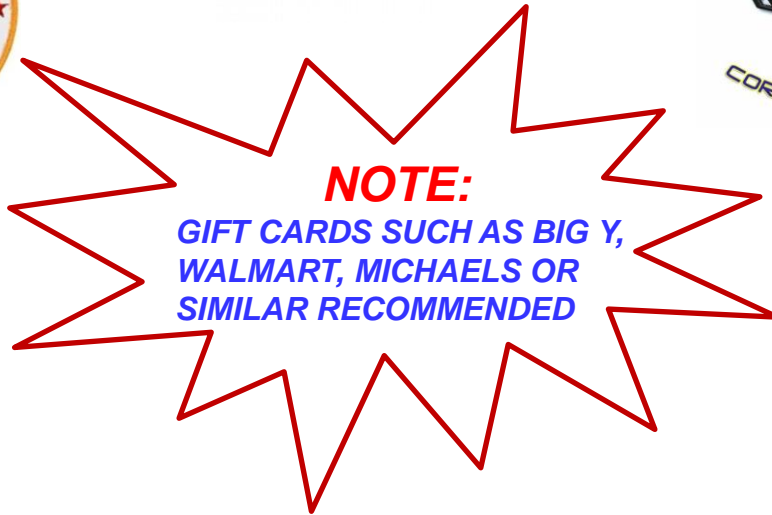 NOTE:
GIFT CARDS SUCH AS BIG Y,
WALMART, MICHAELS OR
SIMILAR RECOMMENDED